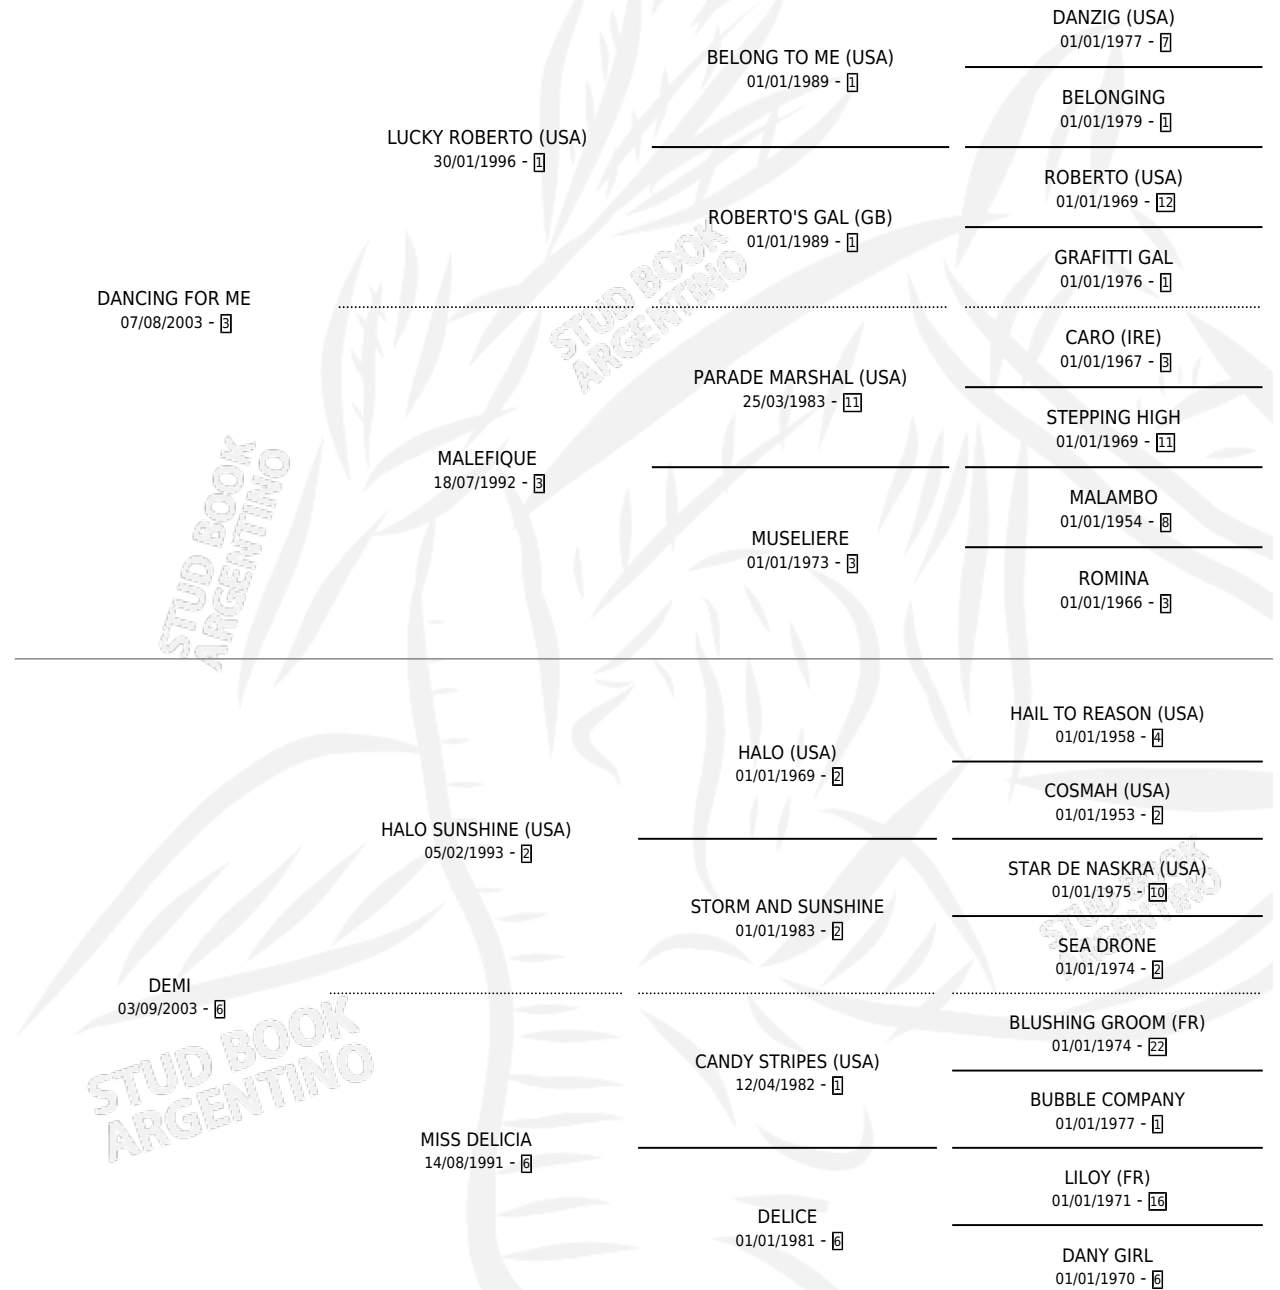 DANZIG (USA)
01/01/1977 - 7
BELONG TO ME (USA)
01/01/1989 - 1
BELONGING
01/01/1979 - 1
LUCKY ROBERTO (USA)
30/01/1996 - 1
ROBERTO (USA)
01/01/1969 - 12
ROBERTO'S GAL (GB)
01/01/1989 - 1
GRAFITTI GAL
01/01/1976 - 1
DANCING FOR ME
07/08/2003 - 3
STUD BOOK
ARGENTINO
CARO (IRE)
01/01/1967 - 3
PARADE MARSHAL (USA)
25/03/1983 - 11
STEPPING HIGH
01/01/1969 - 11
MALEFIQUE
18/07/1992 - 3
MALAMBO
01/01/1954 - 8
MUSELIERE
01/01/1973 - 3
ROMINA
01/01/1966 - 3
STUD BOOK
ARGENTINO
HAIL TO REASON (USA)
01/01/1958 - 4
HALO (USA)
01/01/1969 - 2
COSMAH (USA)
01/01/1953 - 2
HALO SUNSHINE (USA)
05/02/1993 - 2
STAR DE NASKRA (USA)
01/01/1975 - 10
STORM AND SUNSHINE
01/01/1983 - 2
STUD BOOK
ARGENTINO
SEA DRONE
01/01/1974 - 2
DEMI
03/09/2003 - 6
STUD BOOK
ARGENTINO
BLUSHING GROOM (FR)
01/01/1974 - 22
CANDY STRIPES (USA)
12/04/1982 - 1
BUBBLE COMPANY
01/01/1977 - 1
MISS DELICIA
14/08/1991 - 6
LILOY (FR)
01/01/1971 - 16
DELICE
01/01/1981 - 6
DANY GIRL
01/01/1970 - 6